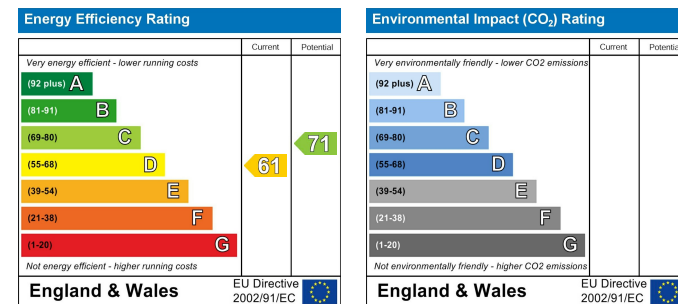 Energy Efficiency Rating
Current Potential
Very energy efficient - lower running costs
(92 plus) A
(81-91) B
(69-80) C
71
(55-68) D
61
(39-54) E
(21-38) F
(1-20) G
Not energy efficient - higher running costs
England & Wales
EU Directive
2002/91/EC
Environmental Impact (CO₂) Rating
Current Potential
Very environmentally friendly - lower CO2 emissions
(92 plus) A
(81-91) B
(69-80) C
(55-68) D
(39-54) E
(21-38) F
(1-20) G
Not environmentally friendly - higher CO2 emissions
England & Wales
EU Directive
2002/91/EC